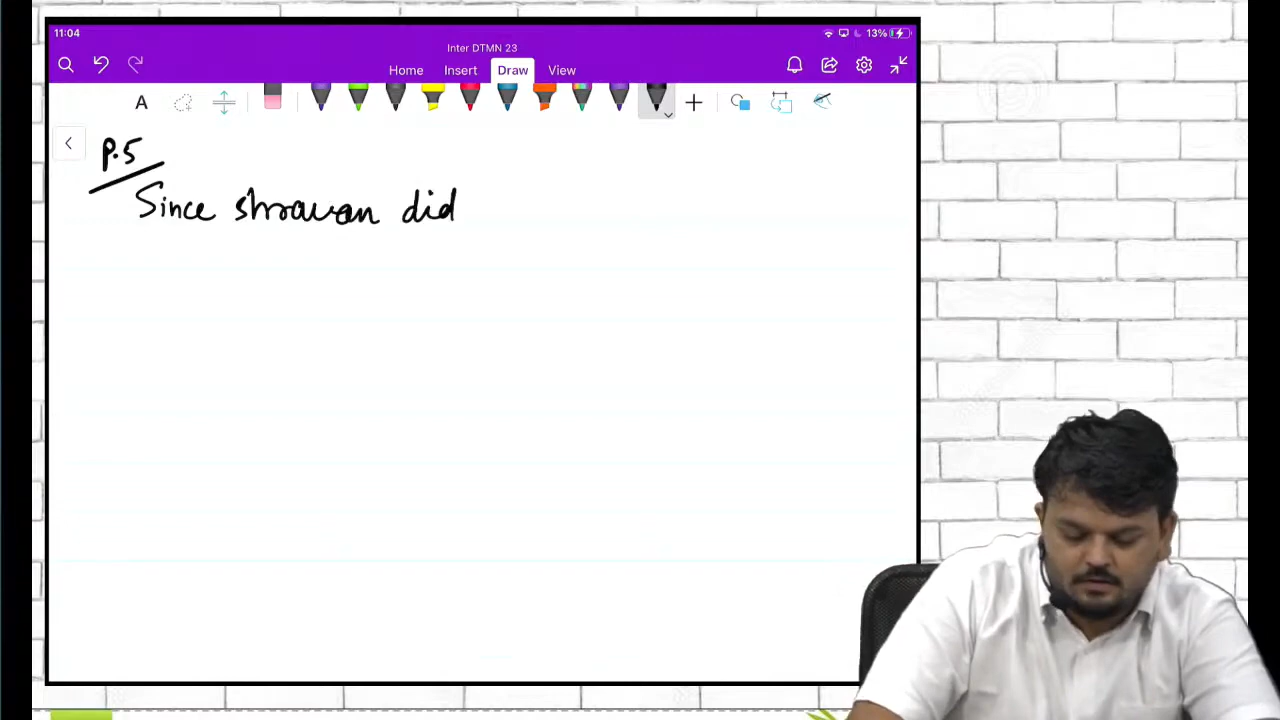 11:04
13%
Inter DTMN 23
Home Insert Draw View
A
P.5
Since shravan did